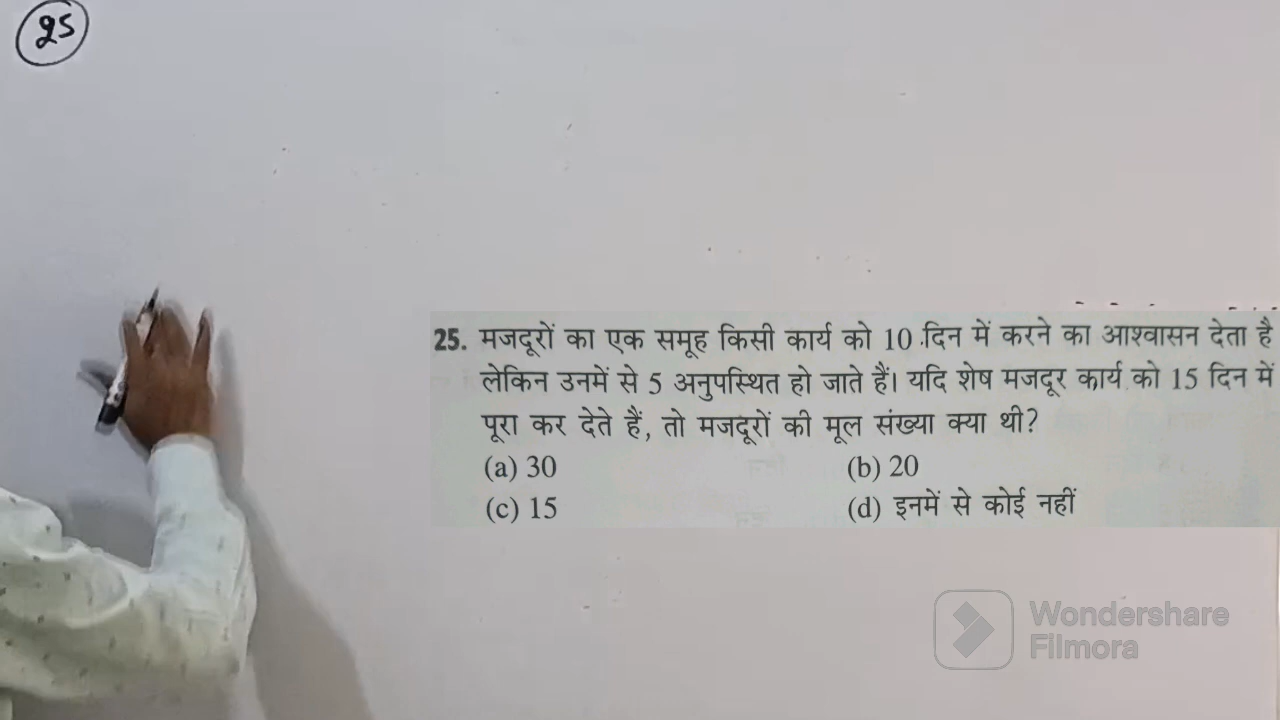 25
25. मजदूरों का एक समूह किसी कार्य को 10 दिन में करने का आश्वासन देता है
लेकिन उनमें से 5 अनुपस्थित हो जाते हैं। यदि शेष मजदूर कार्य को 15 दिन में
पूरा कर देते हैं, तो मजदूरों की मूल संख्या क्या थी?
(a) 30 (b) 20
(c) 15 (d) इनमें से कोई नहीं
Wondershare
Filmora